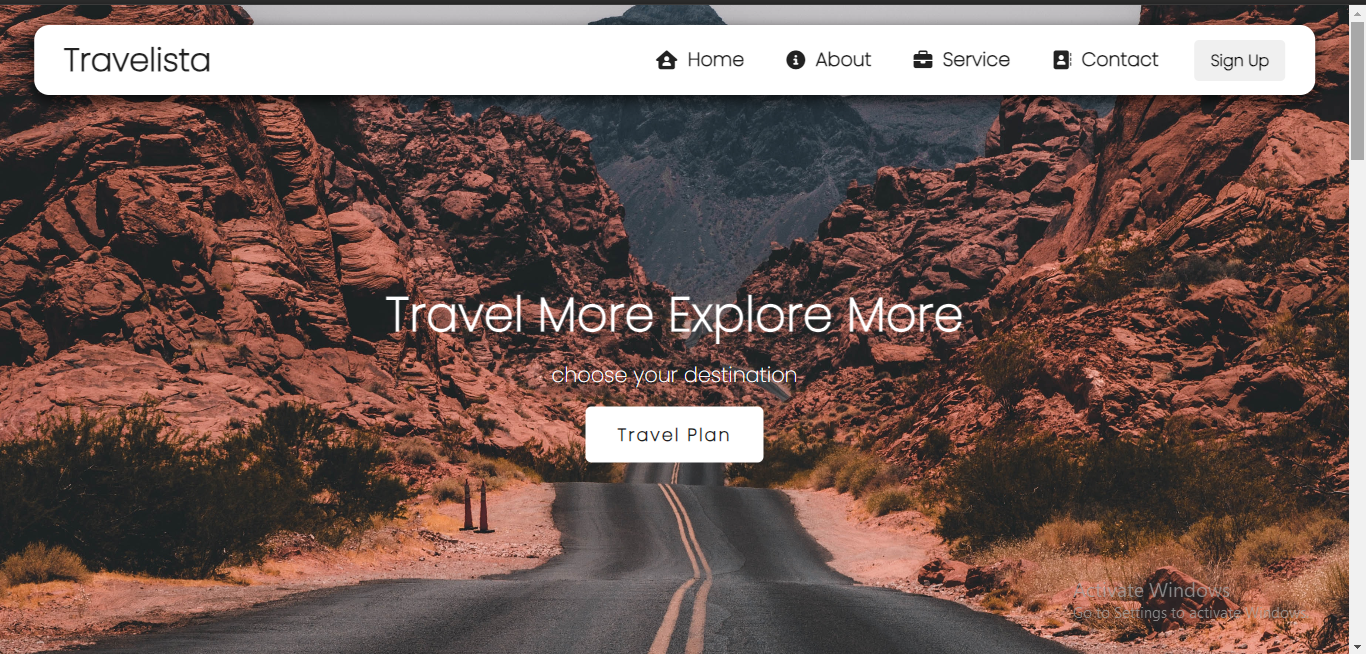 Travelista
Home
About
Service
Contact
Sign Up
Travel More Explore More
choose your destination
Travel Plan
Activate Windows
Go to Settings to activate Windows.